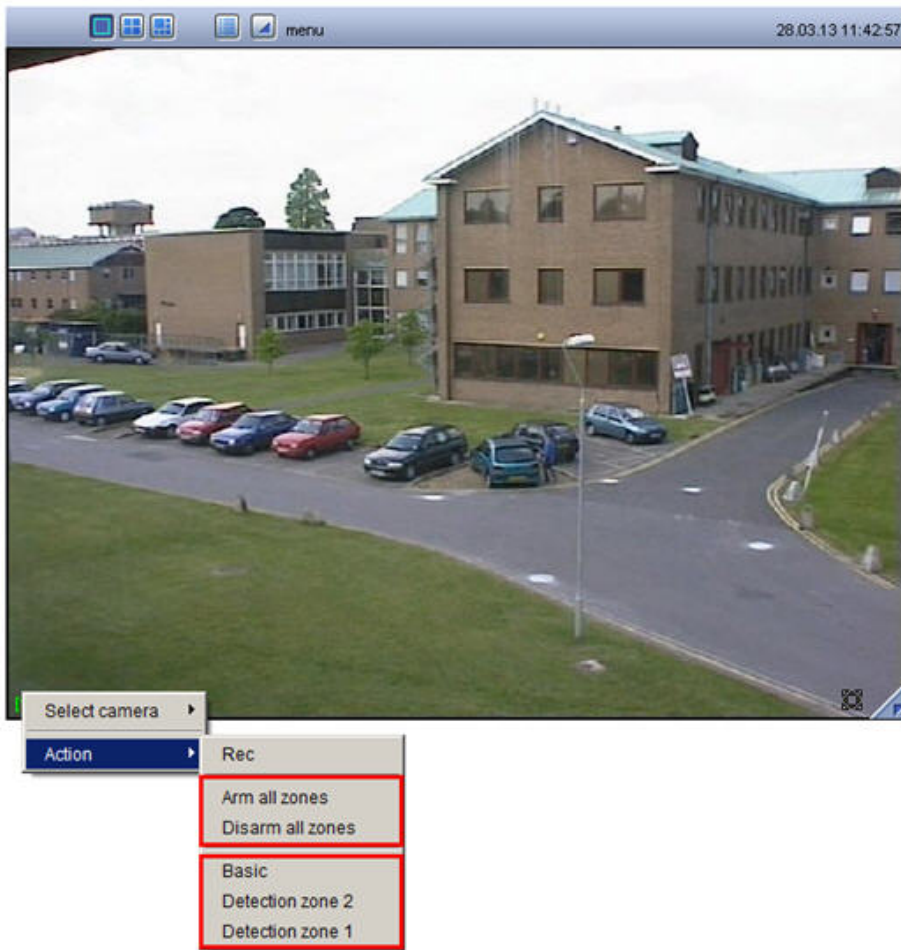 menu
28.03.13 11:42:57
Select camera
Action
Rec
Arm all zones
Disarm all zones
Basic
Detection zone 2
Detection zone 1